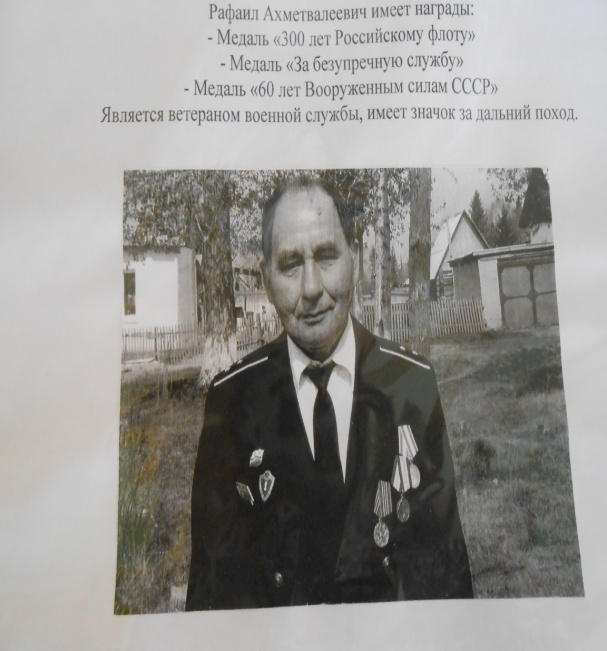 Рафаил Ахметвалеевич имеет награды:
- Медаль «300 лет Российскому флоту»
- Медаль «За безупречную службу»
- Медаль «60 лет Вооруженным силам СССР»
Является ветераном военной службы, имеет значок за дальний поход.